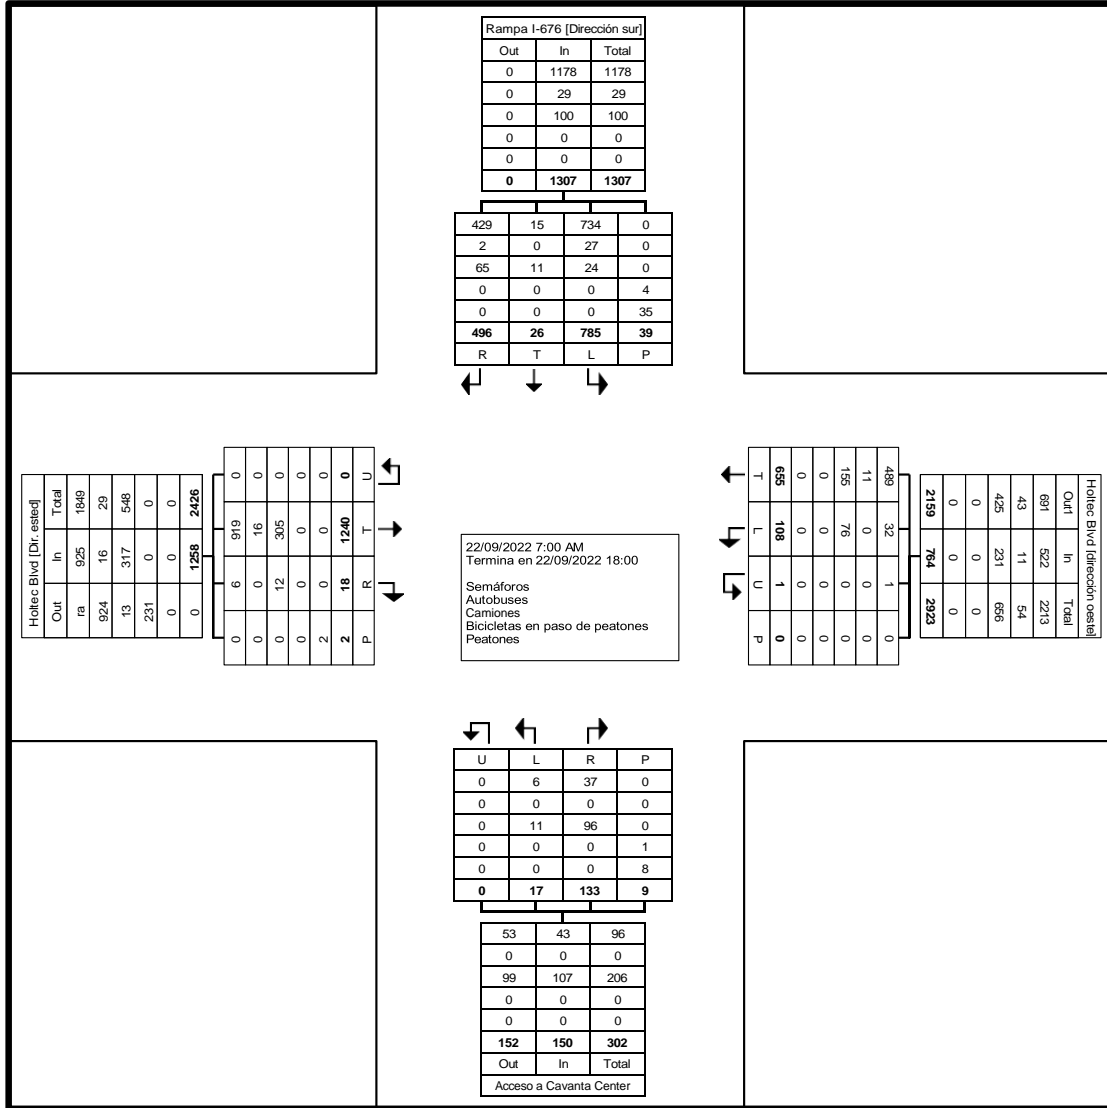 Rampa I-676 [Dirección sur]
Out In Total
0 1178 1178
0 29 29
0 100 100
0 0 0
0 0 0
0 1307 1307
429 15 734 0
2 0 27 0
65 11 24 0
0 0 0 4
0 0 0 35
496 26 785 39
R T L P
Holtec Blvd [Dir. ested]
Total In Out
1849 925 ra
29 16 924
548 317 13
0 0 231
0 0 0
2426 1258 0
0 919 6 0
0 16 0 0
0 305 12 0
0 0 0 0
0 0 0 2
0 1240 18 2
U T R P
22/09/2022 7:00 AM
Termina en 22/09/2022 18:00
Semáforos
Autobuses
Camiones
Bicicletas en paso de peatones
Peatones
T L U P
655 108 1 0
0 0 0 0
0 0 0 0
155 76 0 0
11 0 0 0
489 32 1 0
Holtec Blvd [dirección oeste]
Out1 In Total
691 522 2213
43 11 54
425 231 656
0 0 0
0 0 0
2159 764 2923
U L R P
0 6 37 0
0 0 0 0
0 11 96 0
0 0 0 1
0 0 0 8
0 17 133 9
53 43 96
0 0 0
99 107 206
0 0 0
0 0 0
152 150 302
Out In Total
Acceso a Cavanta Center